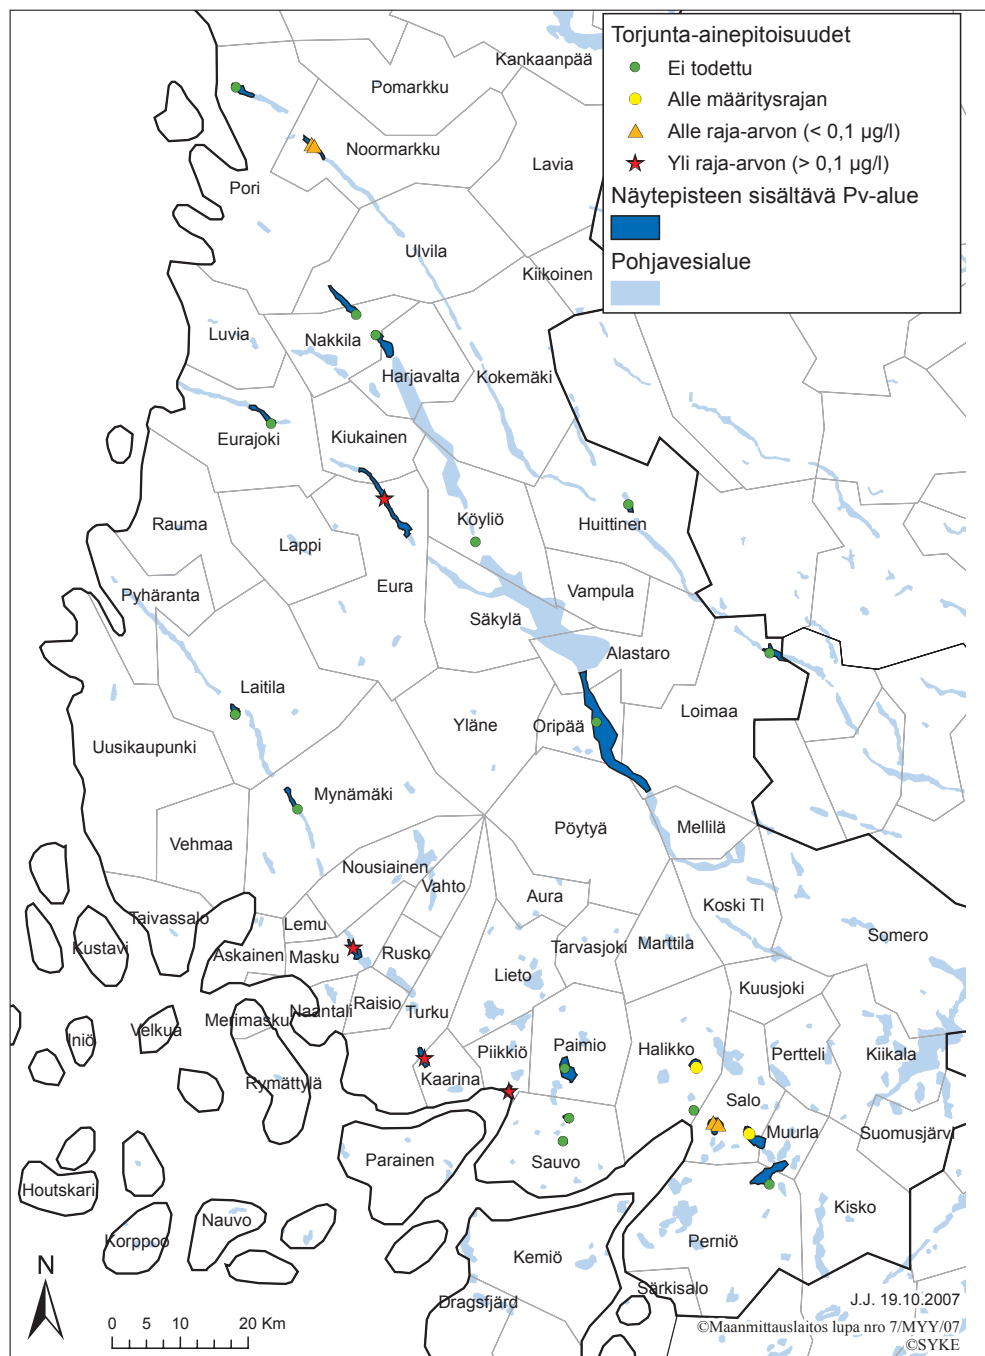 Torjunta-ainepitoisuudet
Ei todettu
Alle määritysrajan
Alle raja-arvon (< 0,1 µg/l)
Yli raja-arvon (> 0,1 µg/l)
Näytepisteen sisältävä Pv-alue
Pohjavesialue
Kankaanpää
Pomarkku
Noormarkku
Lavia
Pori
Ulvila
Kiikoinen
Luvia
Nakkila
Harjavalta
Kokemäki
Eurajoki
Kiukainen
Rauma
Lappi
Köyliö
Huittinen
Pyhäranta
Eura
Vampula
Säkylä
Alastaro
Laitila
Loimaa
Yläne
Oripää
Uusikaupunki
Mynämäki
Pöytyä
Mellilä
Vehmaa
Nousiainen
Vahto
Aura
Koski Tl
Taivassalo
Lemu
Kustavi
Askainen
Masku
Rusko
Tarvasjoki
Marttila
Somero
Lieto
Kuusjoki
Naantali
Raisio
Turku
Merimasku
Velkua
Iniö
Piikkiö
Paimio
Halikko
Pertteli
Kiikala
Rymättylä
Kaarina
Salo
Muurla
Suomusjärvi
Parainen
Sauvo
Houtskari
Kisko
Nauvo
Korppoo
Perniö
Kemiö
Särkisalo
Dragsfjärd
N
0 5 10 20 Km
J.J. 19.10.2007
©Maanmittauslaitos lupa nro 7/MYY/07
©SYKE